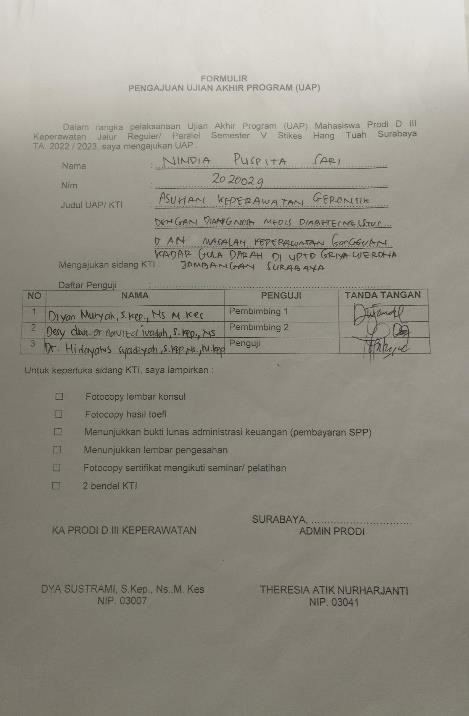 FORMULIR
PENGAJUAN UJIAN AKHIR PROGRAM (UAP)
Dalam rangka pelaksanaan Ujian Akhir Program (UAP) Mahasiswa Prodi D III
Keperawatan Jalur Reguler/ Paralel Semester V Stikes Hang Tuah Surabaya
TA. 2022 / 2023, saya mengajukan UAP :
Nama : NINDIA PUSPITA SARI
Nim : 2020029
Judul UAP/ KTI : ASUHAN KEPERAWATAN GERONTIK
DENGAN DIAGNOSA MEDIS DIABETES
DAN MASALAH KEPERAWATAN GANGGUAN
KADAR GULA DARAH DI UPTD GRIYA WERDHA
Mengajukan sidang KTI : JAMBANGAN SURABAYA
Daftar Penguji :
NO NAMA PENGUJI TANDA TANGAN
1 Diyan Mutyah, S.Kep., Ns M. Kes Pembimbing 1
2 Desy S.Kep., Ns Pembimbing 2
3 Dr. Hidayatus Syadiyah, S.Kep., Ns., M.Kep Penguji
Untuk keperluka sidang KTI, saya lampirkan :
☐ Fotocopy lembar konsul
☐ Fotocopy hasil toefl
☐ Menunjukkan bukti lunas administrasi keuangan (pembayaran SPP)
☐ Menunjukkan lembar pengesahan
☐ Fotocopy sertifikat mengikuti seminar/ pelatihan
☐ 2 bendel KTI
SURABAYA, ..............................
KA PRODI D III KEPERAWATAN ADMIN PRODI
DYA SUSTRAMI, S.Kep., Ns.,M. Kes THERESIA ATIK NURHARJANTI
NIP. 03007 NIP. 03041